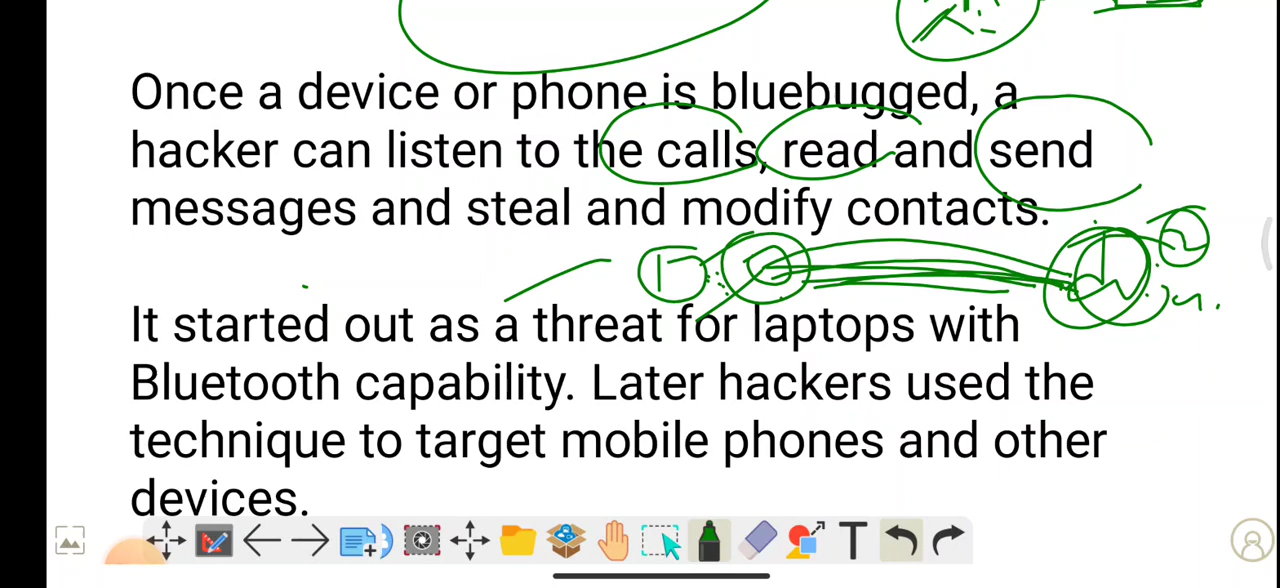 Once a device or phone is bluebugged, a
hacker can listen to the calls, read and send
messages and steal and modify contacts.
It started out as a threat for laptops with
Bluetooth capability. Later hackers used the
technique to target mobile phones and other
devices.